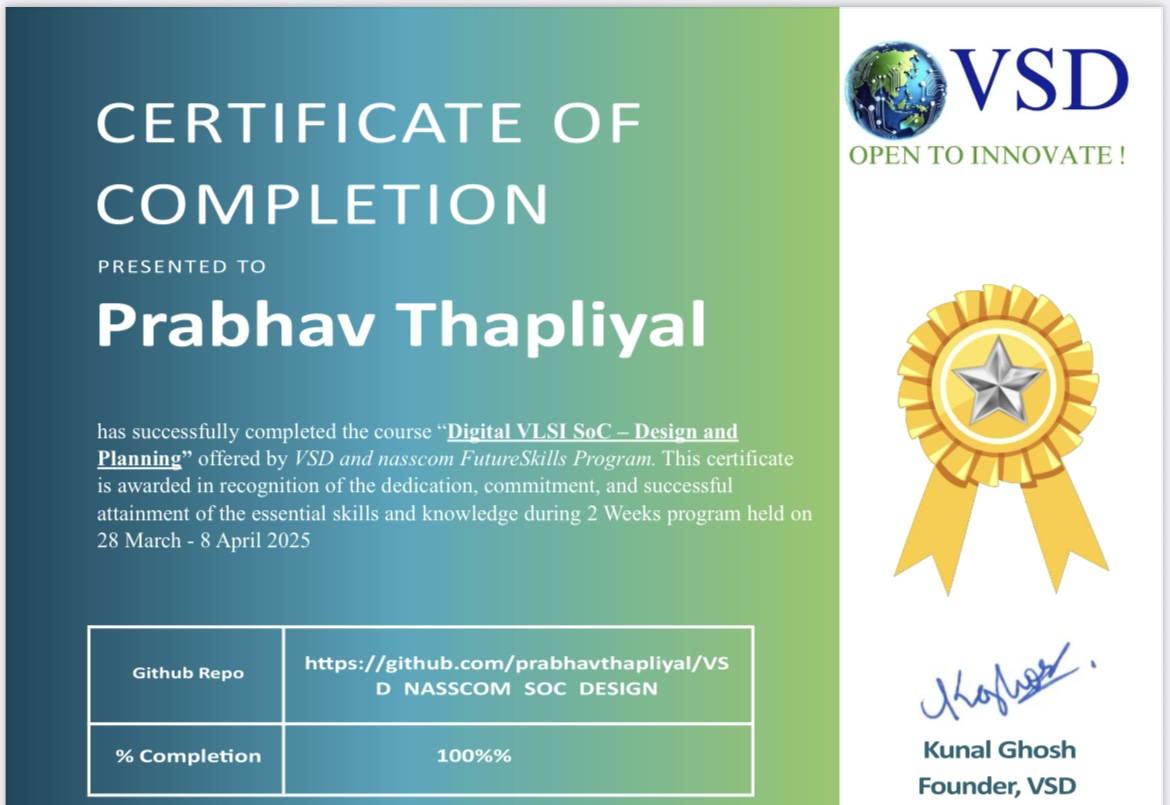 CERTIFICATE OF
COMPLETION
PRESENTED TO
Prabhav Thapliyal
has successfully completed the course “Digital VLSI SoC – Design and
Planning” offered by VSD and nasscom FutureSkills Program. This certificate
is awarded in recognition of the dedication, commitment, and successful
attainment of the essential skills and knowledge during 2 Weeks program held on
28 March - 8 April 2025
Github Repo
https://github.com/prabhavthapliyal/VS
D NASSCOM SOC DESIGN
% Completion
100%%
VSD
OPEN TO INNOVATE !
Kunal Ghosh
Founder, VSD